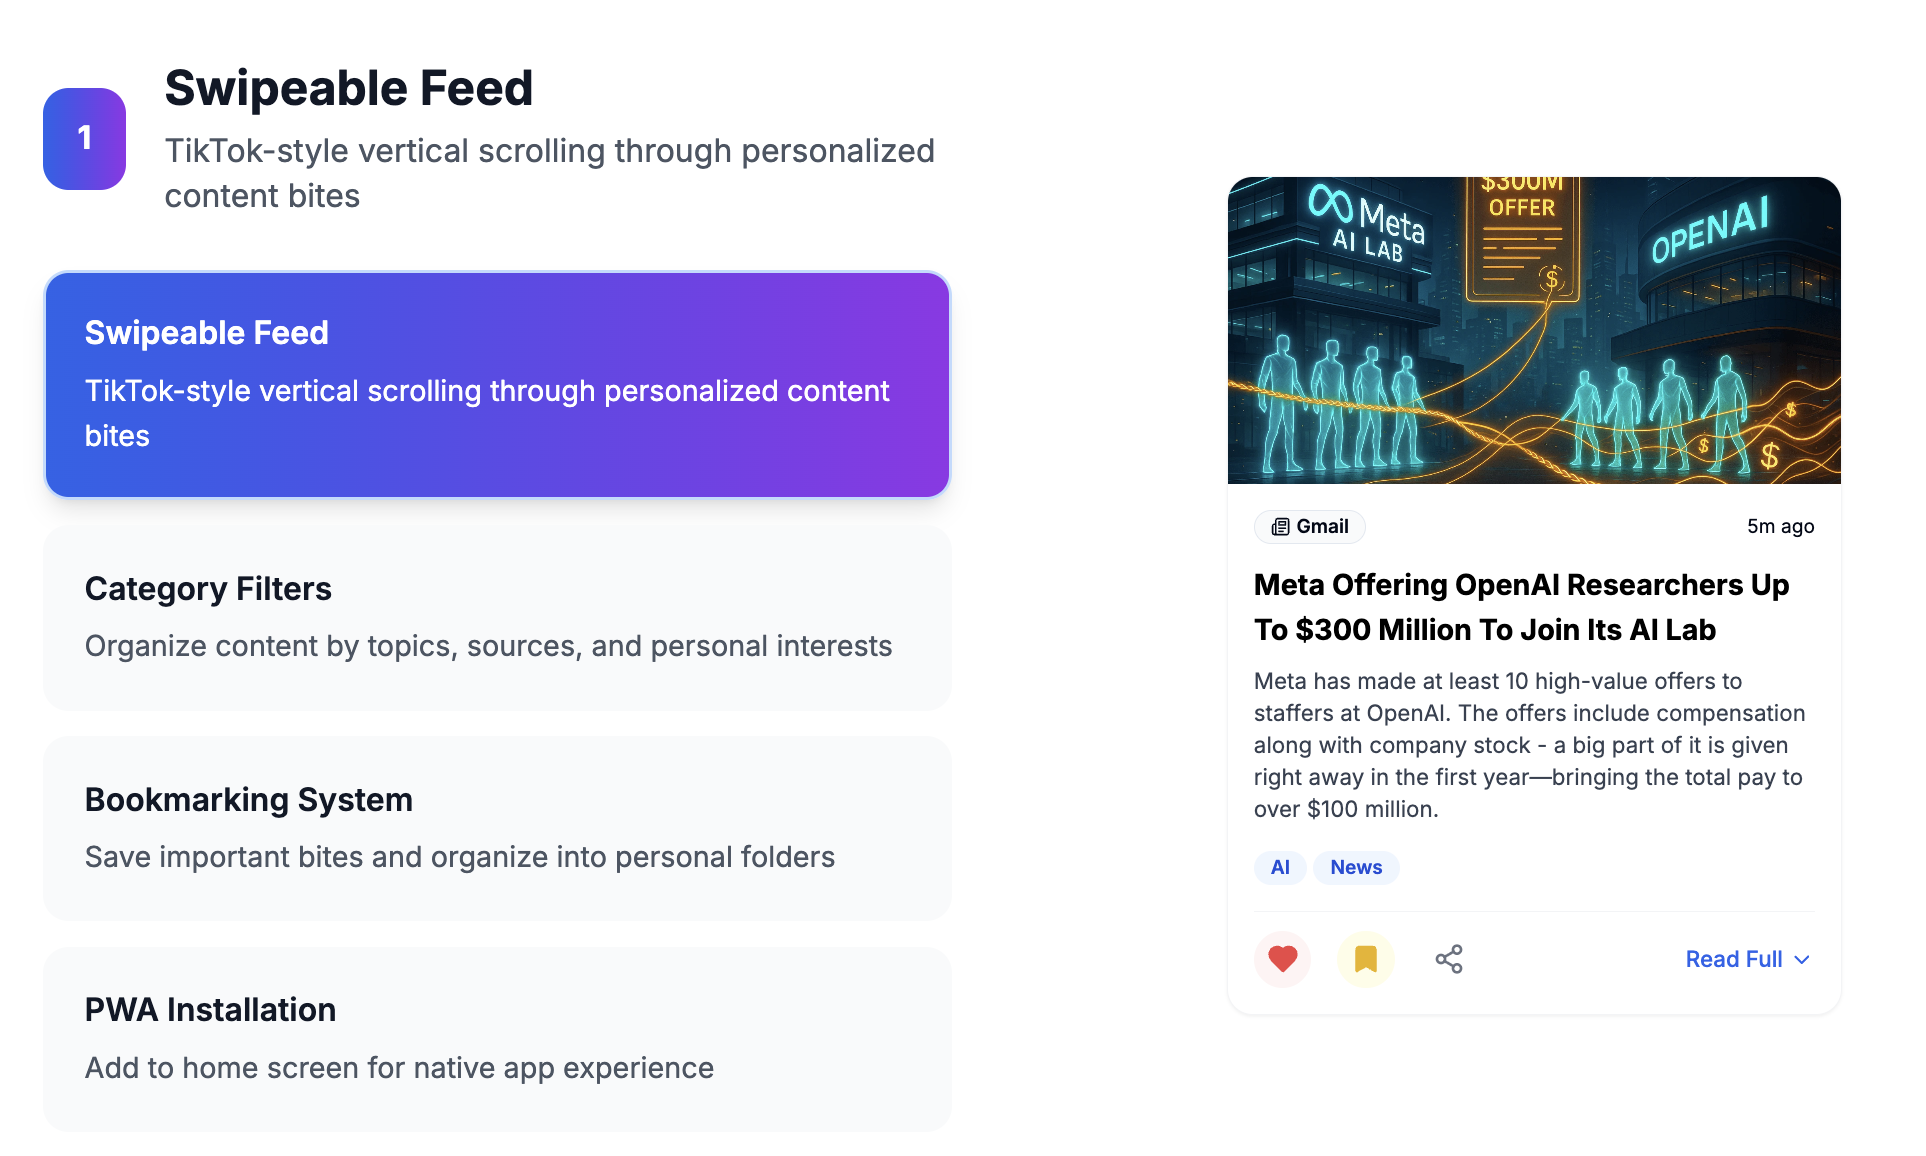 1
Swipeable Feed
TikTok-style vertical scrolling through personalized
content bites
Swipeable Feed
TikTok-style vertical scrolling through personalized content
bites
Category Filters
Organize content by topics, sources, and personal interests
Bookmarking System
Save important bites and organize into personal folders
PWA Installation
Add to home screen for native app experience
Meta
AI LAB
$300M
OFFER
$
OPENAI
$
$
$
Gmail
5m ago
Meta Offering OpenAI Researchers Up
To $300 Million To Join Its AI Lab
Meta has made at least 10 high-value offers to
staffers at OpenAI. The offers include compensation
along with company stock - a big part of it is given
right away in the first year—bringing the total pay to
over $100 million.
AI
News
Read Full